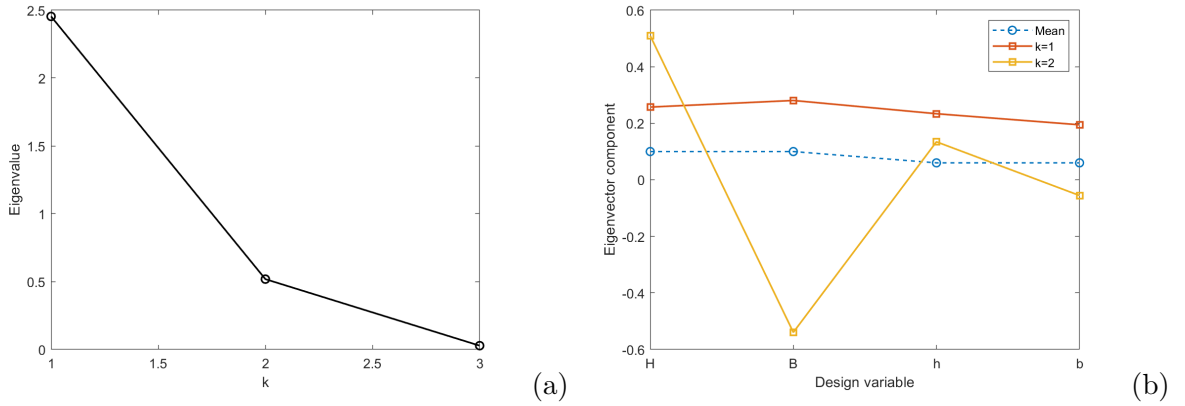 2.5
2
1.5
1
0.5
0
Eigenvalue
1
1.5
2
2.5
3
k
(a)
0.6
0.4
0.2
0
-0.2
-0.4
-0.6
Eigenvector component
Mean
k=1
k=2
H
B
h
b
Design variable
(b)